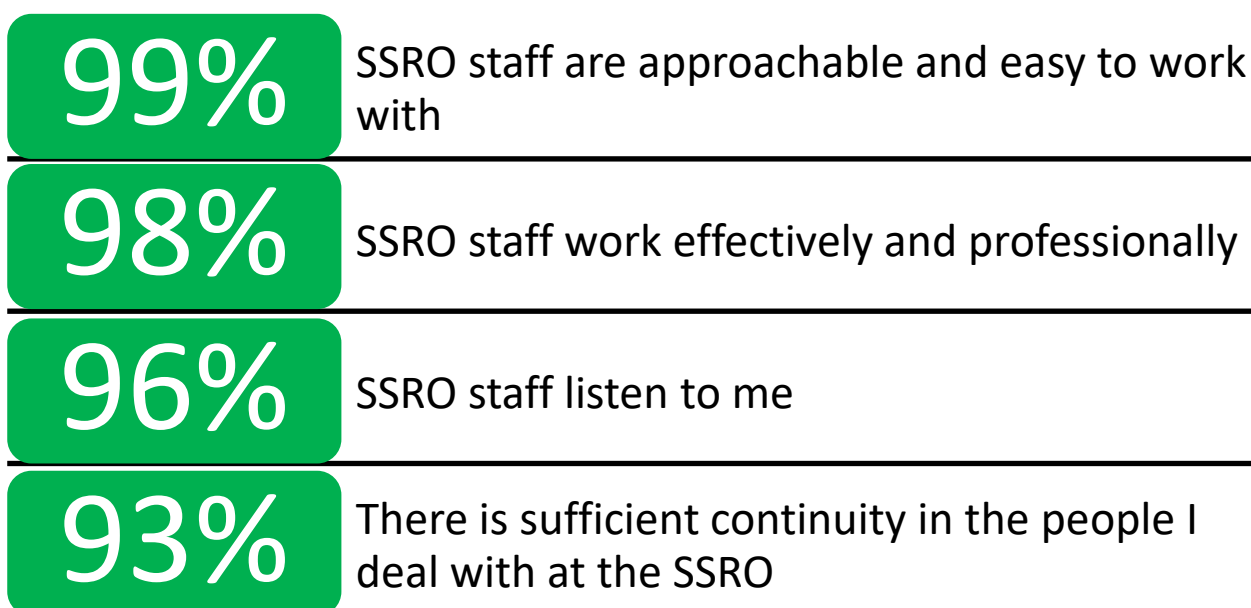 99%
SSRO staff are approachable and easy to work
with
98%
SSRO staff work effectively and professionally
96%
SSRO staff listen to me
93%
There is sufficient continuity in the people I
deal with at the SSRO